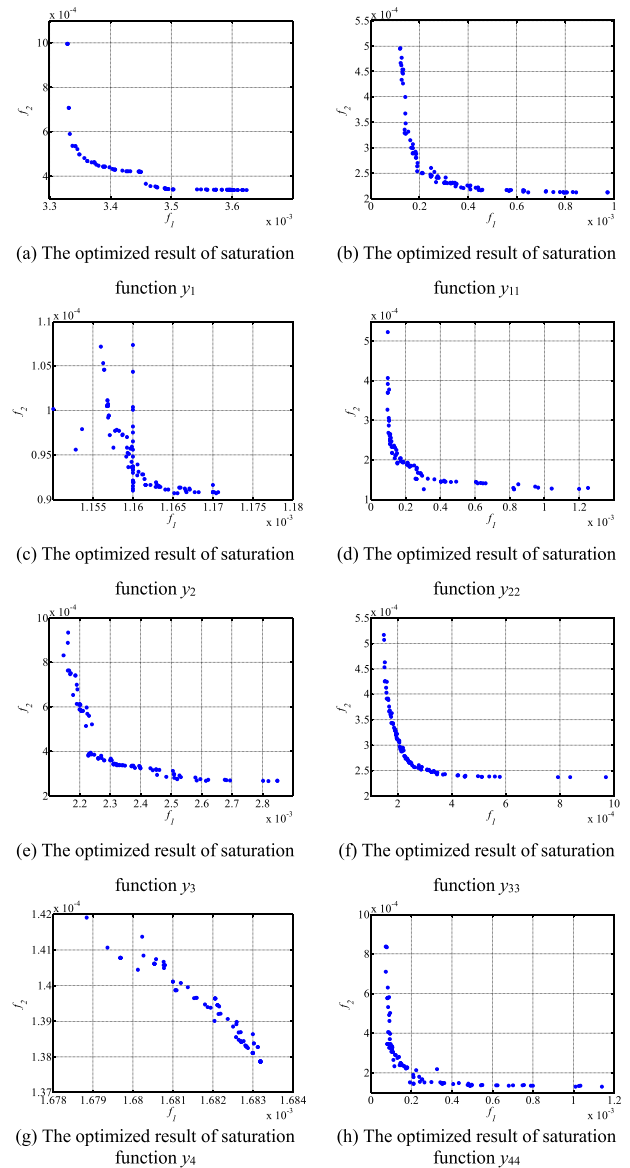 x 10-4
10
8
6
4
3.3
3.4
3.5
3.6
f2
f1
x 10-3
(a) The optimized result of saturation
function y1
x 10-4
5.5
5
4.5
4
3.5
3
2.5
2
0
0.2
0.4
0.6
0.8
1
f2
f1
x 10-3
(b) The optimized result of saturation
function y11
x 10-4
1.1
1.05
1
0.95
0.9
1.155
1.16
1.165
1.17
1.175
1.18
f2
f1
x 10-3
(c) The optimized result of saturation
function y2
x 10-4
5
4
3
2
1
0
0.2
0.4
0.6
0.8
1
1.2
f2
f1
x 10-3
(d) The optimized result of saturation
function y22
x 10-4
10
8
6
4
2
2.2
2.3
2.4
2.5
2.6
2.7
2.8
2.9
f2
f1
x 10-3
(e) The optimized result of saturation
function y3
x 10-4
5.5
5
4.5
4
3.5
3
2.5
2
2
4
6
8
10
f2
f1
x 10-4
(f) The optimized result of saturation
function y33
x 10-4
1.42
1.41
1.4
1.39
1.38
1.37
1.678
1.679
1.68
1.681
1.682
1.683
1.684
f2
f1
x 10-3
(g) The optimized result of saturation
function y4
x 10-4
8
6
4
2
0
0.2
0.4
0.6
0.8
1
1.2
f2
f1
x 10-3
(h) The optimized result of saturation
function y44